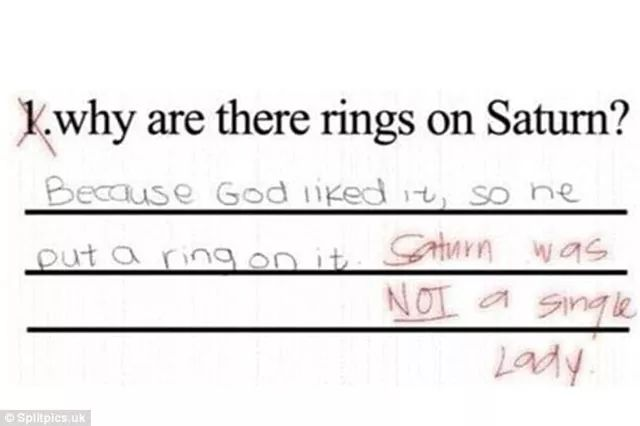 1.why are there rings on Saturn?
Because God liked it, so he
put a ring on it. Saturn was
NOT a single
Lady.
© Splitpics.uk